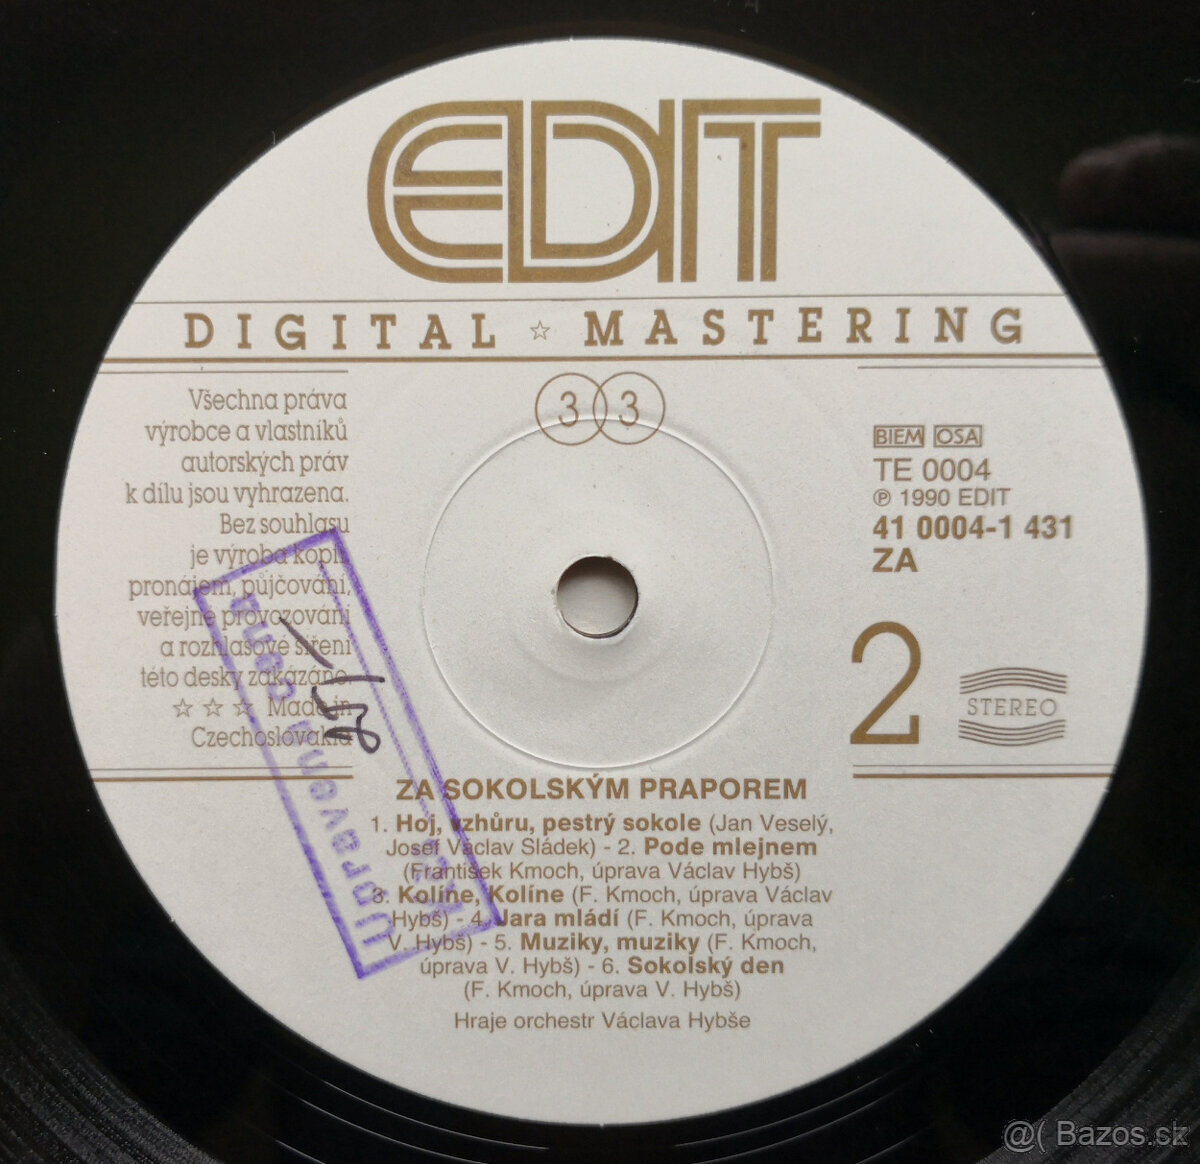 EDIT
DIGITAL ☆ MASTERING
33
Všechna práva
výrobce a vlastníků
autorských práv
k dílu jsou vyhrazena.
Bez souhlasu
je výroba kopií,
pronájem, půjčování,
veřejné provozování
a rozhlasové šíření
této desky zakázáno.
☆ ☆ ☆ Made in
Czechoslovakia
BIEM OSA
TE 0004
℗ 1990 EDIT
41 0004-1 431
ZA
2
STEREO
ZA SOKOLSKÝM PRAPOREM
1. Hoj, vzhůru, pestrý sokole (Jan Veselý,
Josef Václav Sládek) - 2. Pode mlejnem
(František Kmoch, úprava Václav Hybš)
3. Kolíne, Kolíne (F. Kmoch, úprava Václav
Hybš) - 4. Jara mládí (F. Kmoch, úprava
V. Hybš) - 5. Muziky, muziky (F. Kmoch,
úprava V. Hybš) - 6. Sokolský den
(F. Kmoch, úprava V. Hybš)
Hraje orchestr Václava Hybše
Upravená cena
Kčs
@( Bazos.sk